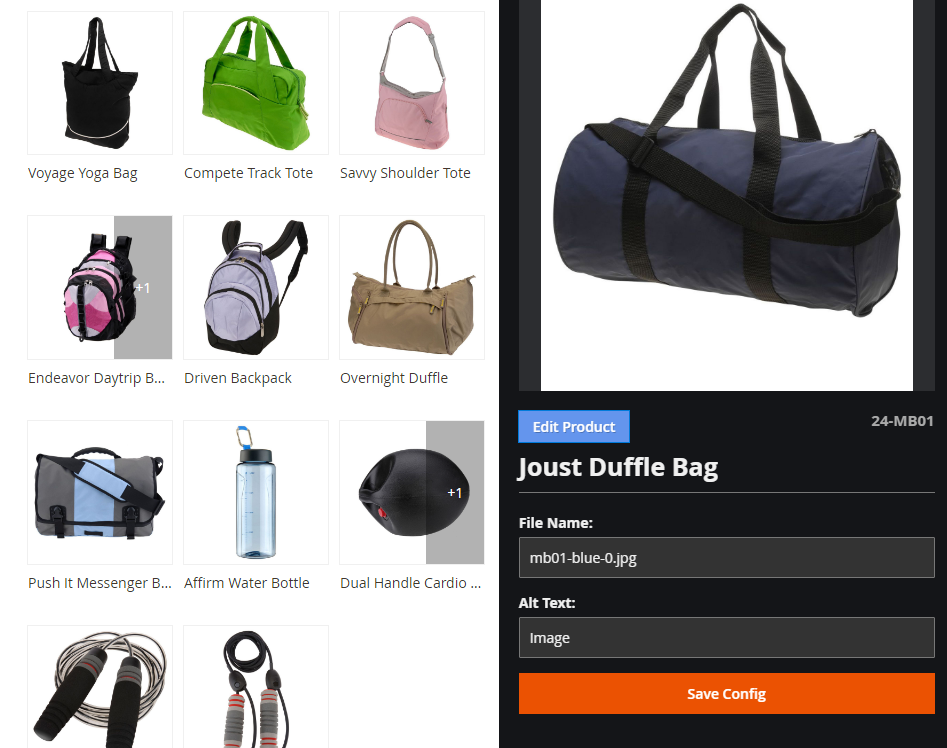 Voyage Yoga Bag
Compete Track Tote
Savvy Shoulder Tote
+1
Endeavor Daytrip B...
Driven Backpack
Overnight Duffle
+1
Push It Messenger B...
Affirm Water Bottle
Dual Handle Cardio ...
Edit Product
24-MB01
Joust Duffle Bag
File Name:
mb01-blue-0.jpg
Alt Text:
Image
Save Config